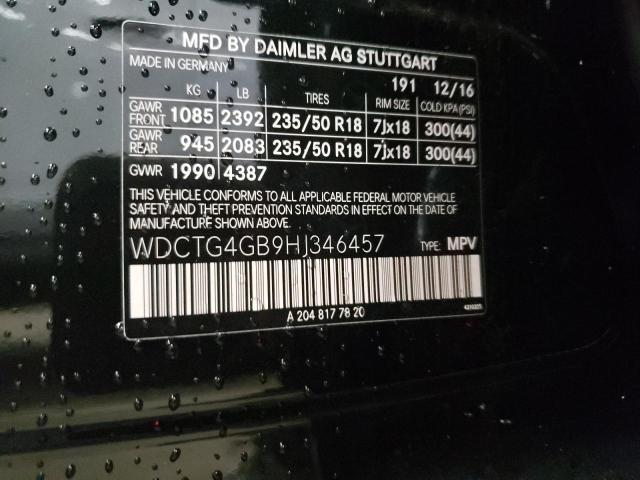 MFD BY DAIMLER AG STUTTGART
MADE IN GERMANY
191 12/16
KG LB TIRES RIM SIZE COLD KPA (PSI)
GAWR FRONT 1085 2392 235/50 R18 7Jx18 300(44)
GAWR REAR 945 2083 235/50 R18 7Jx18 300(44)
GVWR 1990 4387
THIS VEHICLE CONFORMS TO ALL APPLICABLE FEDERAL MOTOR VEHICLE
SAFETY AND THEFT PREVENTION STANDARDS IN EFFECT ON THE DATE OF
MANUFACTURE SHOWN ABOVE.
WDCTG4GB9HJ346457 TYPE: MPV
A 204 817 78 20